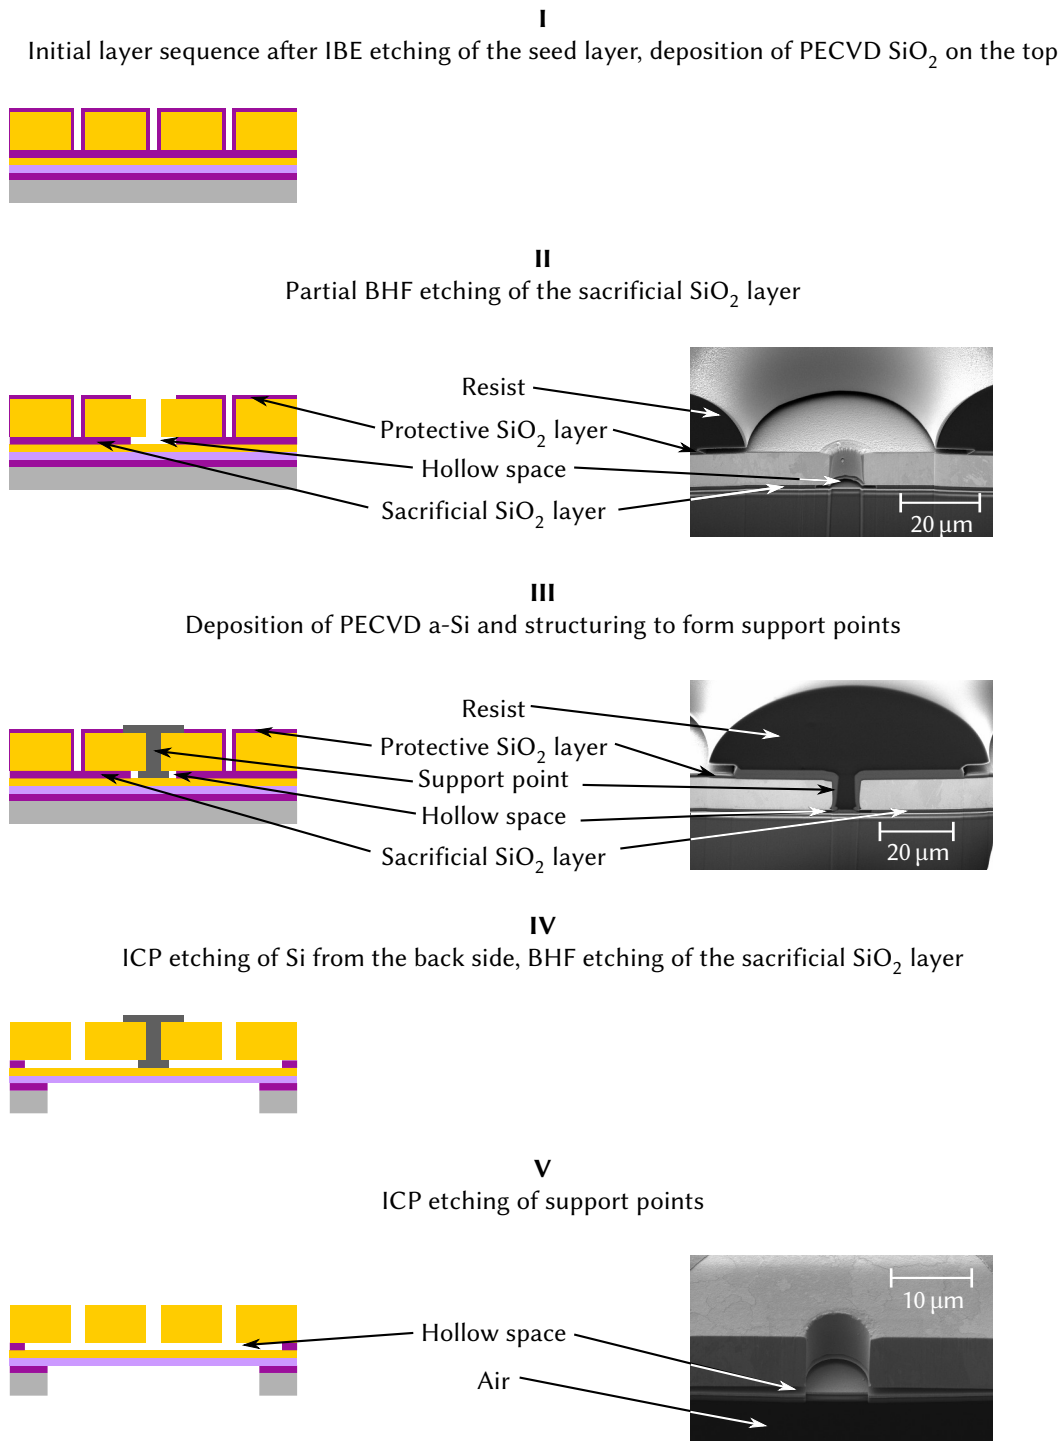 I
Initial layer sequence after IBE etching of the seed layer, deposition of PECVD SiO₂ on the top
II
Partial BHF etching of the sacrificial SiO₂ layer
Resist
Protective SiO₂ layer
Hollow space
Sacrificial SiO₂ layer
20 µm
III
Deposition of PECVD a-Si and structuring to form support points
Resist
Protective SiO₂ layer
Support point
Hollow space
Sacrificial SiO₂ layer
20 µm
IV
ICP etching of Si from the back side, BHF etching of the sacrificial SiO₂ layer
V
ICP etching of support points
10 µm
Hollow space
Air